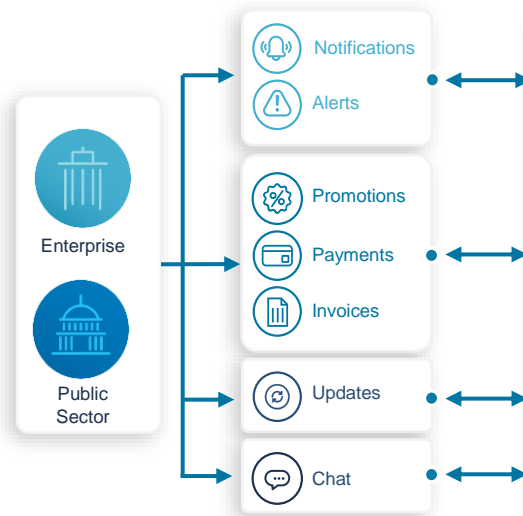 Notifications
Alerts
Enterprise
Public
Sector
Promotions
Payments
Invoices
Updates
Chat